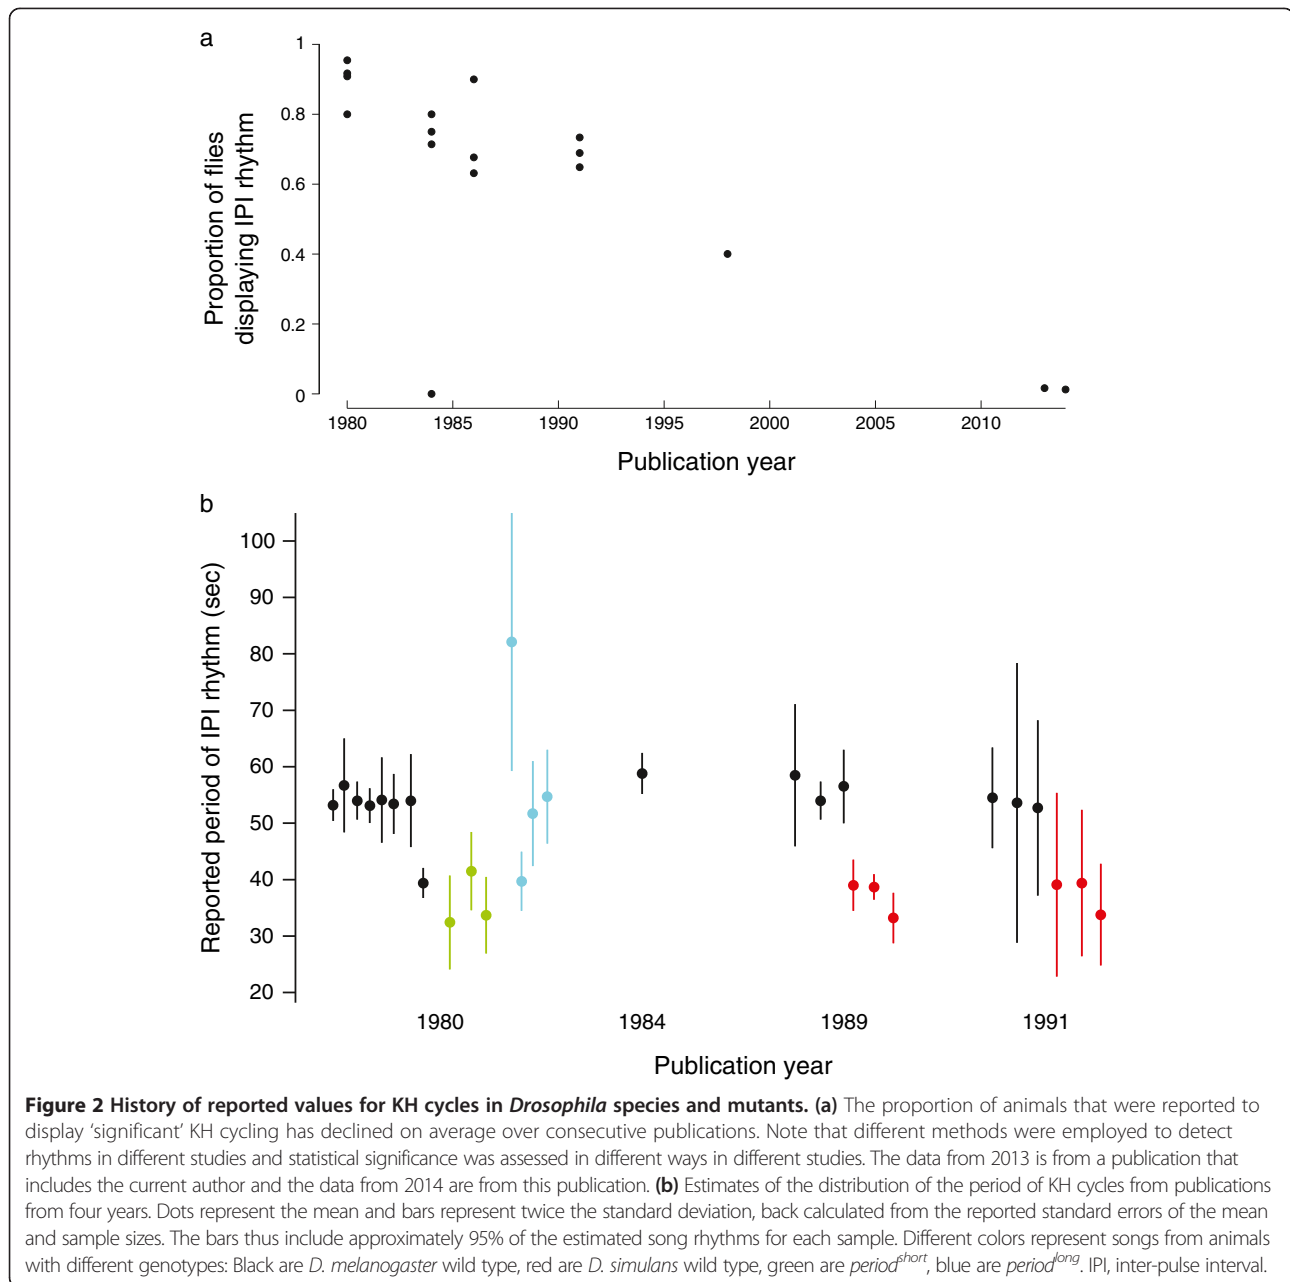 a
1
0.8
0.6
0.4
0.2
0
Proportion of flies
displaying IPI rhythm
1980 1985 1990 1995 2000 2005 2010
Publication year
b
100
90
80
70
60
50
40
30
20
Reported period of IPI rhythm (sec)
1980 1984 1989 1991
Publication year
Figure 2 History of reported values for KH cycles in Drosophila species and mutants. (a) The proportion of animals that were reported to
display ‘significant’ KH cycling has declined on average over consecutive publications. Note that different methods were employed to detect
rhythms in different studies and statistical significance was assessed in different ways in different studies. The data from 2013 is from a publication that
includes the current author and the data from 2014 are from this publication. (b) Estimates of the distribution of the period of KH cycles from publications
from four years. Dots represent the mean and bars represent twice the standard deviation, back calculated from the reported standard errors of the mean
and sample sizes. The bars thus include approximately 95% of the estimated song rhythms for each sample. Different colors represent songs from animals
with different genotypes: Black are D. melanogaster wild type, red are D. simulans wild type, green are period^short, blue are period^long. IPI, inter-pulse interval.